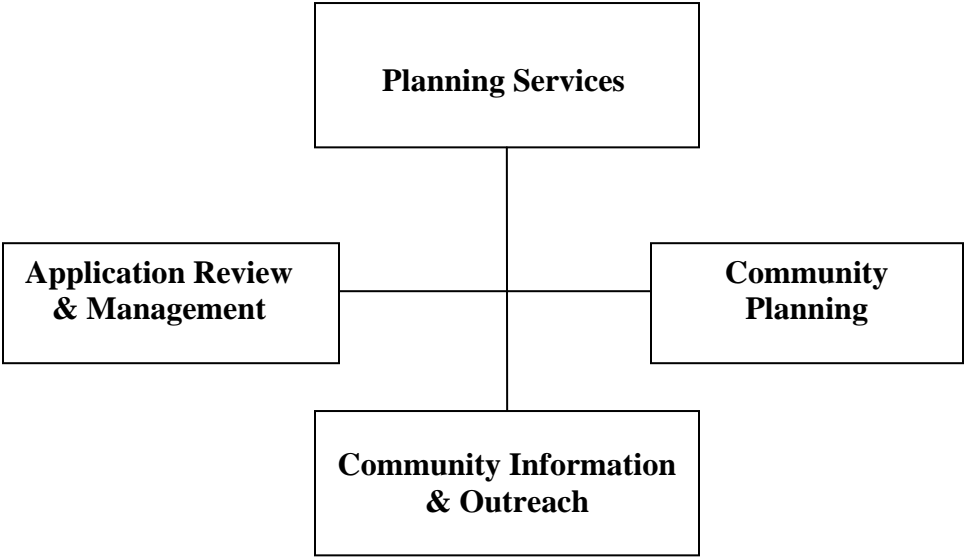 Planning Services
Application Review
& Management
Community
Planning
Community Information
& Outreach